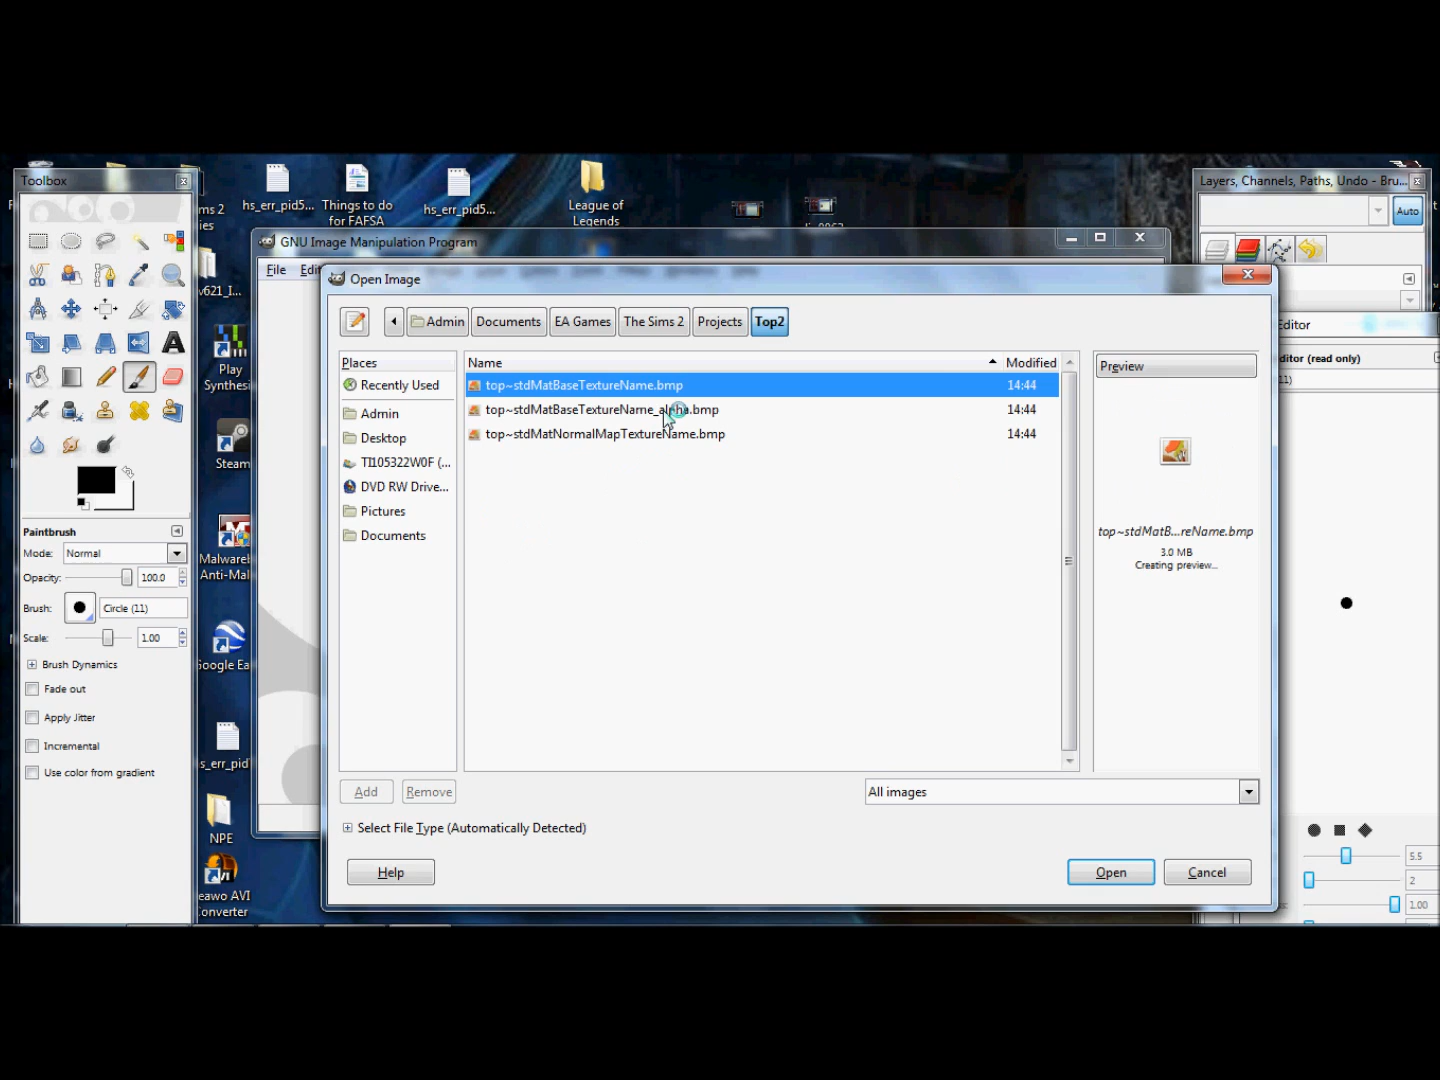 Toolbox
Layers, Channels, Paths, Undo - Bru...
Auto
ms 2
ies
hs_err_pid5...
Things to do
for FAFSA
hs_err_pid5...
League of
Legends
GNU Image Manipulation Program
File
Edit
Open Image
Admin
Documents
EA Games
The Sims 2
Projects
Top2
Editor
ditor (read only)
11)
Places
Recently Used
Admin
Desktop
TI105322W0F (...
DVD RW Drive...
Pictures
Documents
Name
Modified
top~stdMatBaseTextureName.bmp
14:44
top~stdMatBaseTextureName_alpha.bmp
14:44
top~stdMatNormalMapTextureName.bmp
14:44
Preview
top~stdMatB...reName.bmp
3.0 MB
Creating preview...
v621_I...
Play
Synthesi
Steam
Malwareb
Anti-Mal
Google Ea
s_err_pid
NPE
eawo AVI
onverter
Paintbrush
Mode:
Normal
Opacity:
100.0
Brush:
Circle (11)
Scale:
1.00
Brush Dynamics
Fade out
Apply Jitter
Incremental
Use color from gradient
Add
Remove
All images
Select File Type (Automatically Detected)
Help
Open
Cancel
5.5
2
1.00